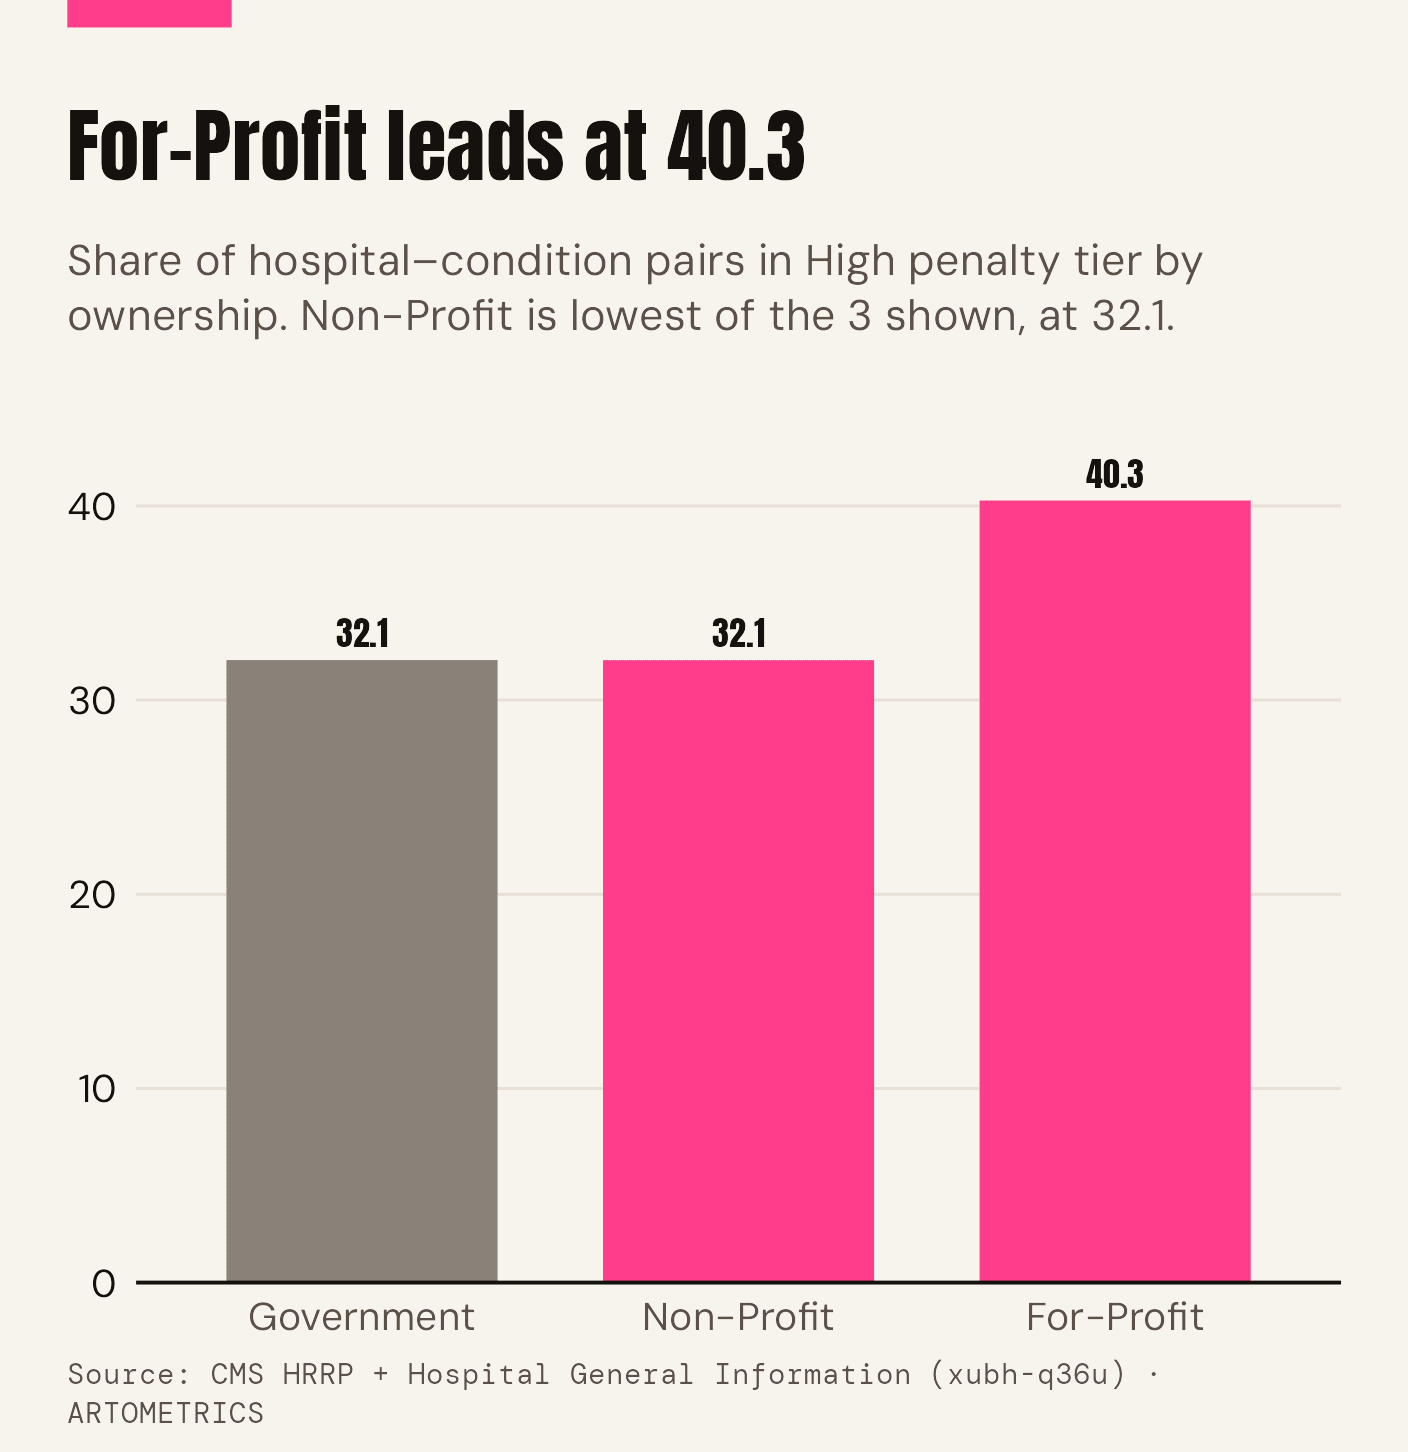 For-Profit leads at 40.3
Share of hospital–condition pairs in High penalty tier by
ownership. Non-Profit is lowest of the 3 shown, at 32.1.
40.3
40
32.1
32.1
30
20
10
0
Government
Non-Profit
For-Profit
Source: CMS HRRP + Hospital General Information (xubh-q36u) ·
ARTOMETRICS